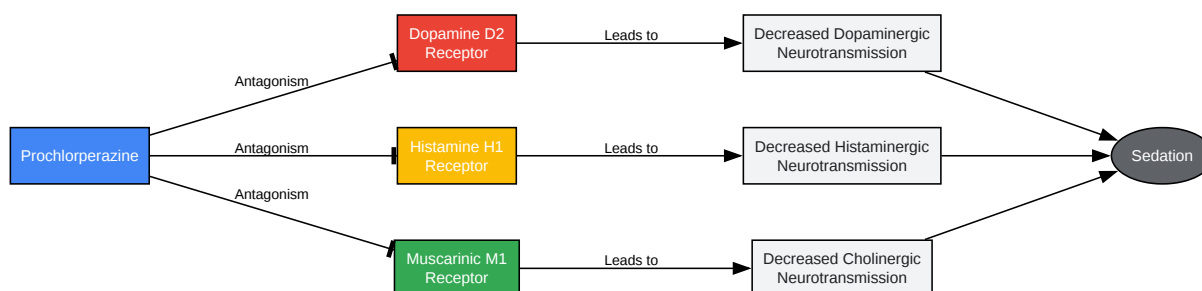 Prochlorperazine
Antagonism
Antagonism
Antagonism
Dopamine D2
Receptor
Histamine H1
Receptor
Muscarinic M1
Receptor
Leads to
Leads to
Leads to
Decreased Dopaminergic
Neurotransmission
Decreased Histaminergic
Neurotransmission
Decreased Cholinergic
Neurotransmission
Sedation